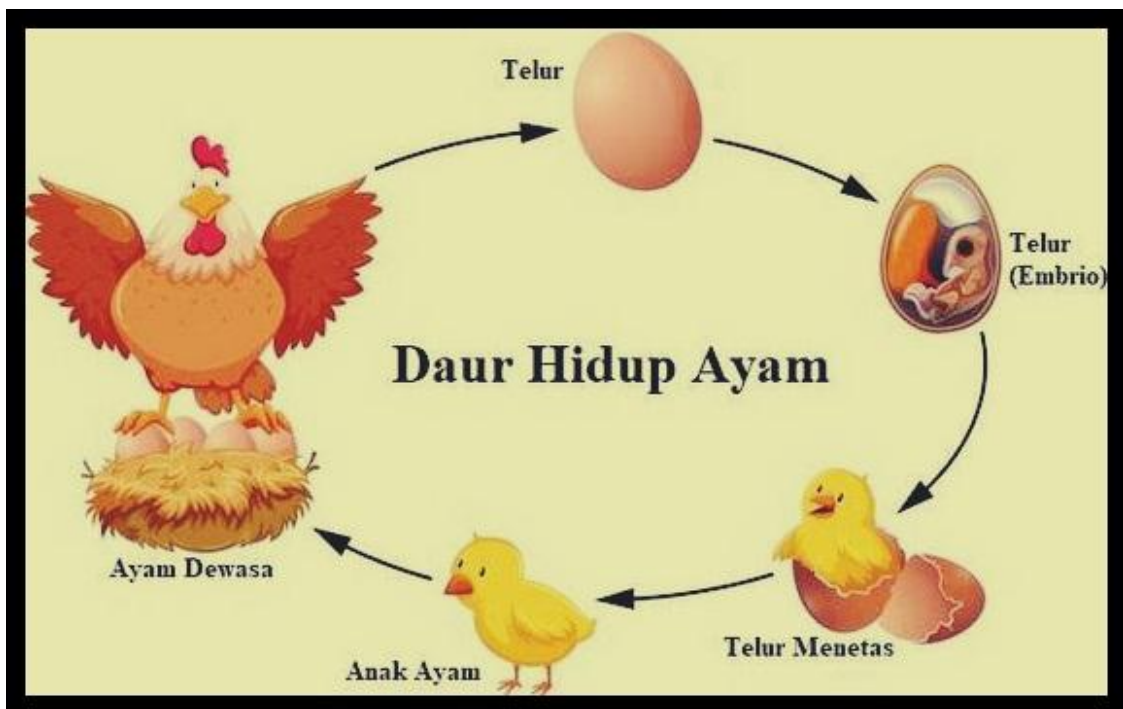 Telur
Telur
(Embrio)
Daur Hidup Ayam
Ayam Dewasa
Telur Menetas
Anak Ayam